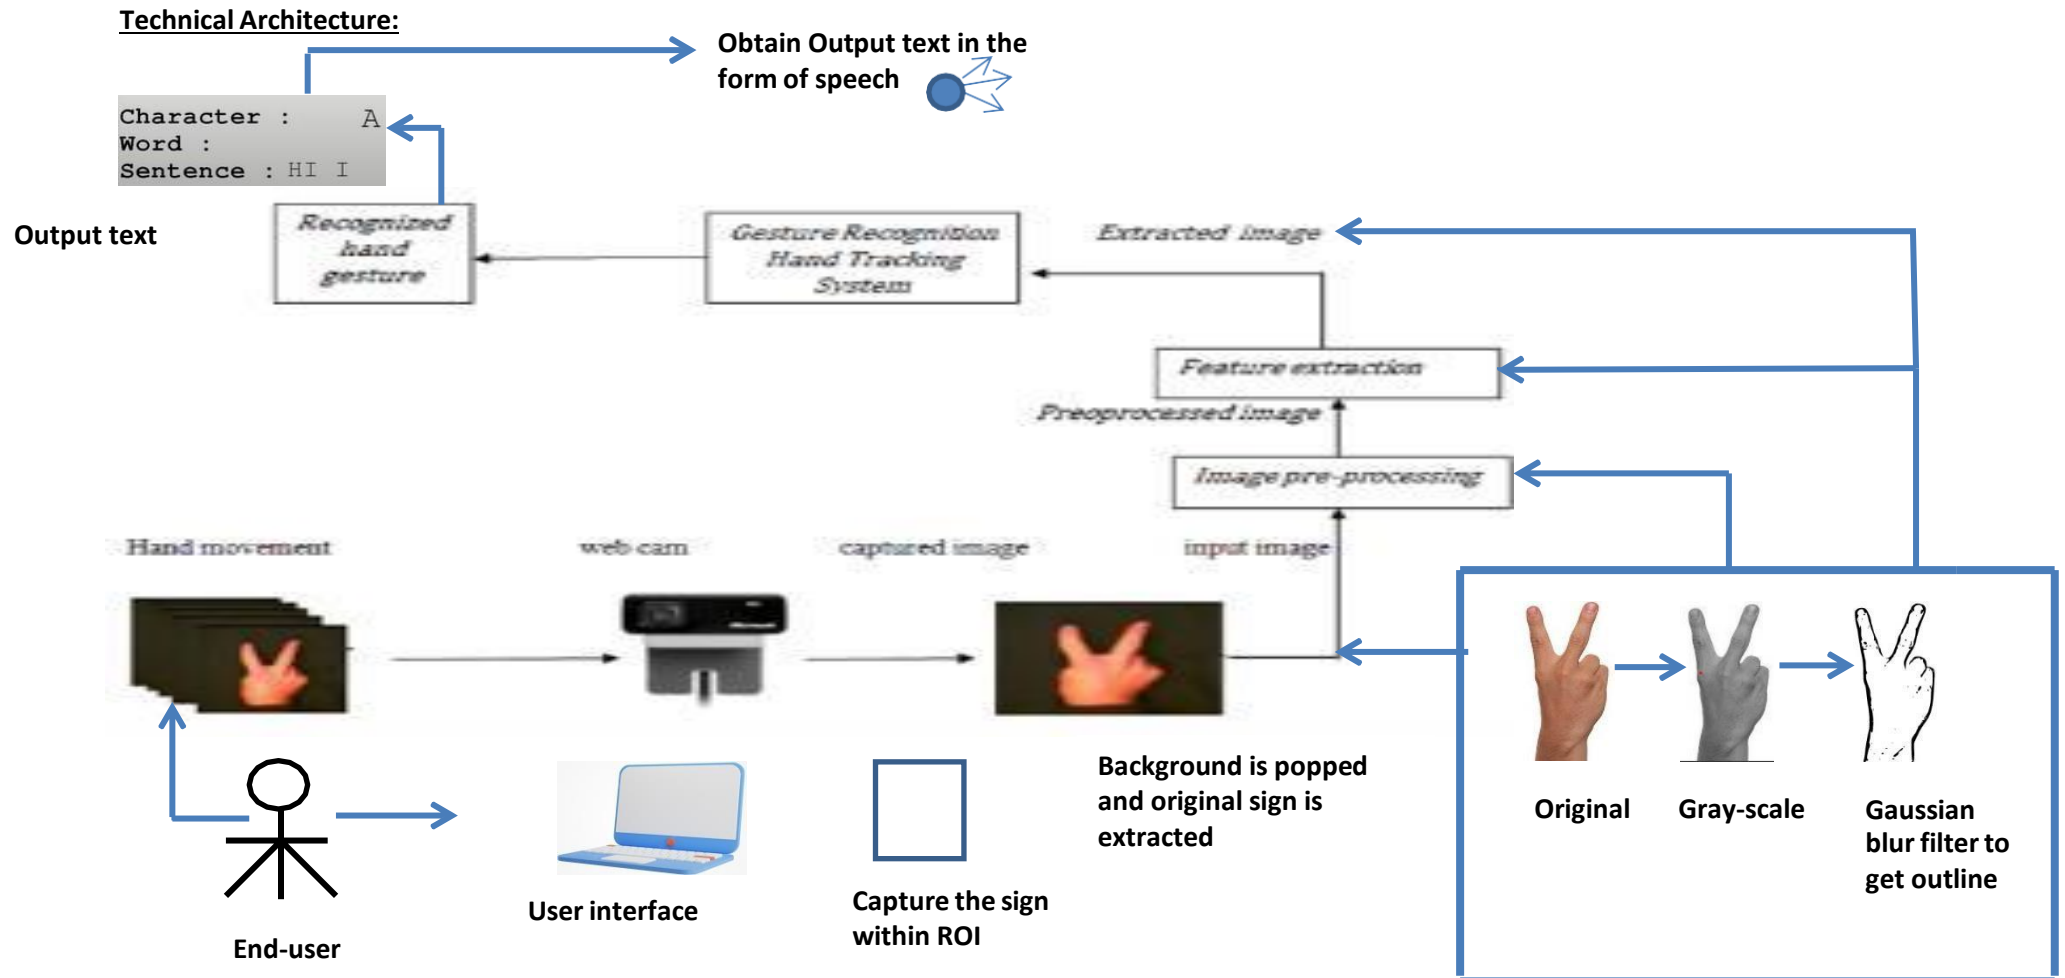 Technical Architecture:
Obtain Output text in the
form of speech
Character : A
Word :
Sentence : HI I
Output text
Recognized
hand
gesture
Gesture Recognition
Hand Tracking
System
Extracted image
Feature extraction
Preoprocessed image
Image pre-processing
Hand movement
web cam
captured image
input image
Background is popped
and original sign is
extracted
Original
Gray-scale
Gaussian
blur filter to
get outline
User interface
Capture the sign
within ROI
End-user